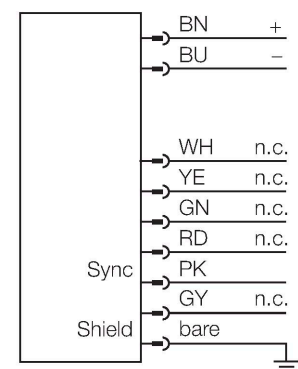 BN +
BU –
WH n.c.
YE n.c.
GN n.c.
RD n.c.
Sync PK
GY n.c.
Shield bare